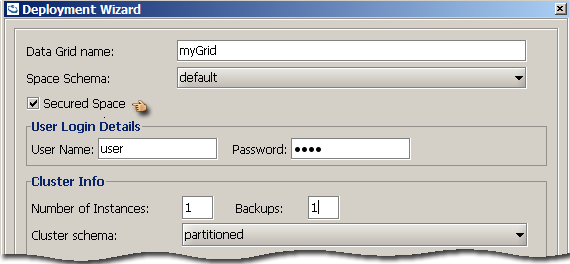 Deployment Wizard
Data Grid name: myGrid
Space Schema: default
Secured Space
User Login Details
User Name: user Password: ••••
Cluster Info
Number of Instances: 1 Backups: 1
Cluster schema: partitioned